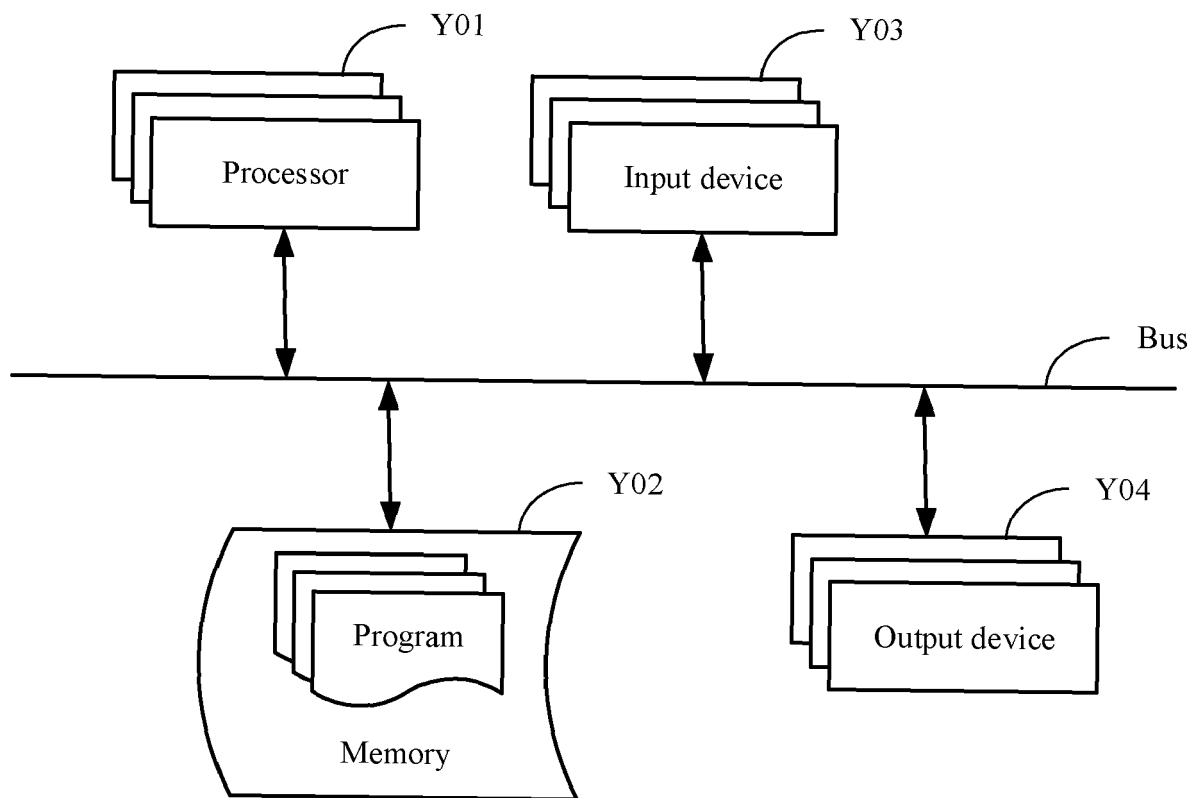 Y01
Y03
Processor
Input device
Bus
Y02
Y04
Program
Output device
Memory